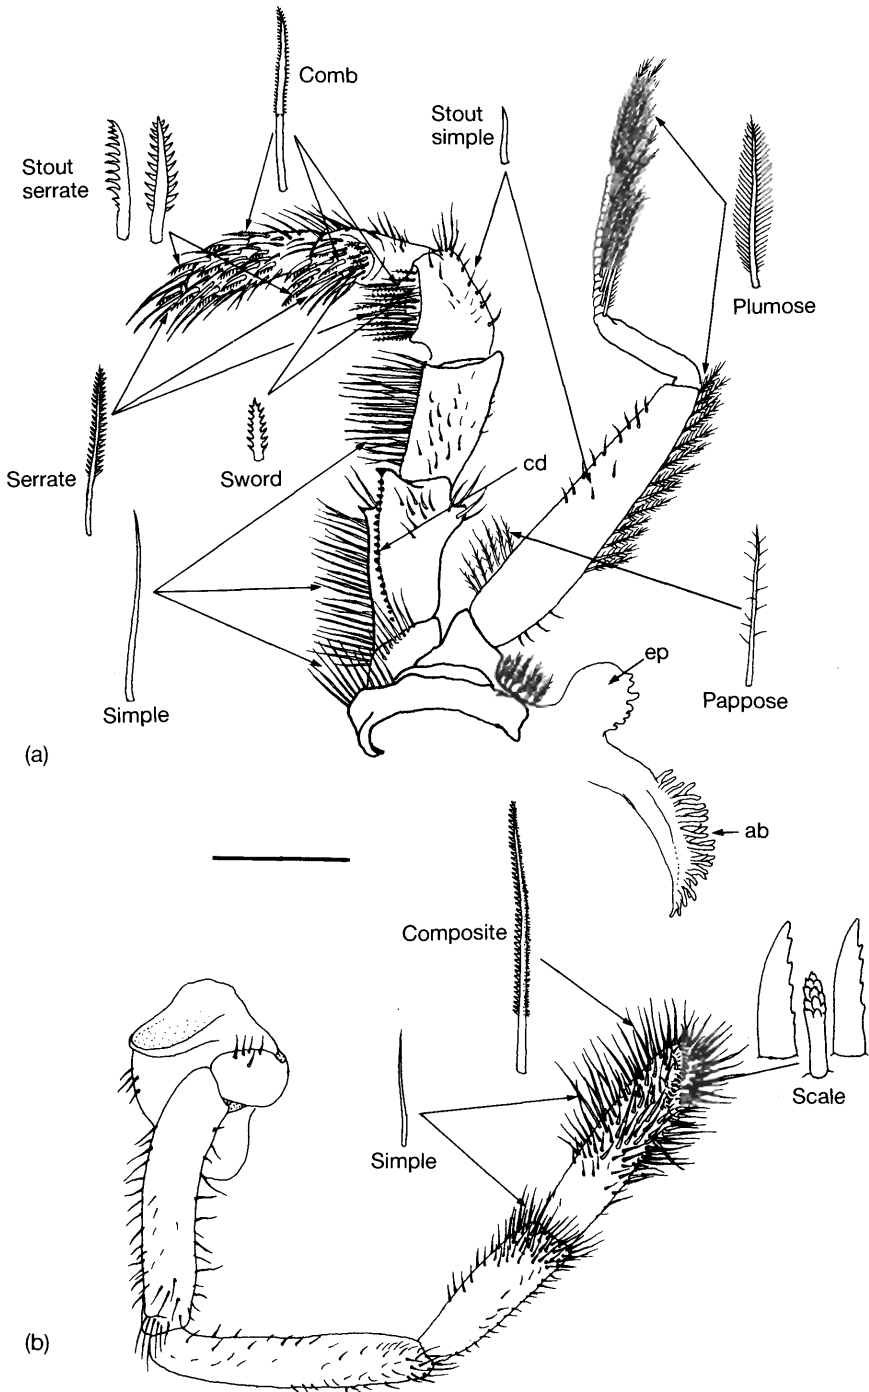 Comb
Stout
simple
Stout
serrate
Plumose
cd
Serrate
Sword
ep
Simple
Pappose
(a)
ab
Composite
Scale
Simple
(b)